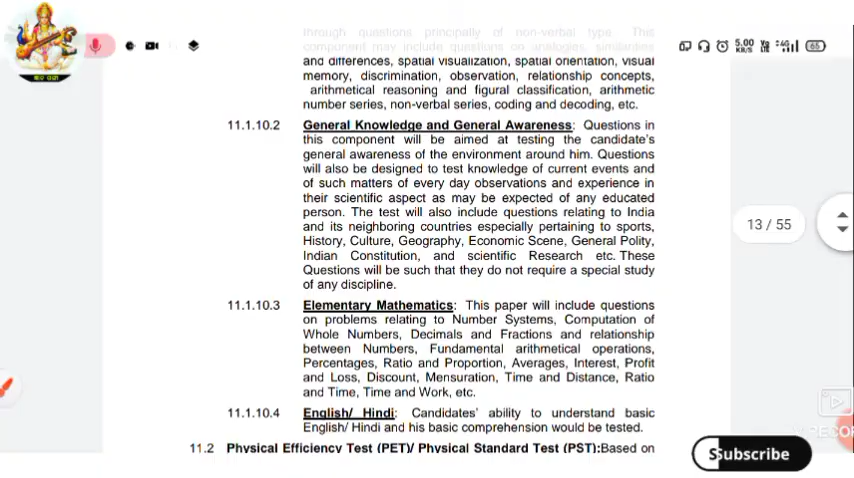 through questions principally of non-verbal type. This
component may include questions on analogies, similarities
and differences, spatial visualization, spatial orientation, visual
memory, discrimination, observation, relationship concepts,
arithmetical reasoning and figural classification, arithmetic
number series, non-verbal series, coding and decoding, etc.
11.1.10.2 General Knowledge and General Awareness: Questions in
this component will be aimed at testing the candidate's
general awareness of the environment around him. Questions
will also be designed to test knowledge of current events and
of such matters of every day observations and experience in
their scientific aspect as may be expected of any educated
person. The test will also include questions relating to India
and its neighboring countries especially pertaining to sports,
History, Culture, Geography, Economic Scene, General Polity,
Indian Constitution, and scientific Research etc. These
Questions will be such that they do not require a special study
of any discipline.
11.1.10.3 Elementary Mathematics: This paper will include questions
on problems relating to Number Systems, Computation of
Whole Numbers, Decimals and Fractions and relationship
between Numbers, Fundamental arithmetical operations,
Percentages, Ratio and Proportion, Averages, Interest, Profit
and Loss, Discount, Mensuration, Time and Distance, Ratio
and Time, Time and Work, etc.
11.1.10.4 English/ Hindi: Candidates' ability to understand basic
English/ Hindi and his basic comprehension would be tested.
11.2 Physical Efficiency Test (PET)/ Physical Standard Test (PST):Based on
5.00 KB/S
4G
65
13 / 55
Subscribe